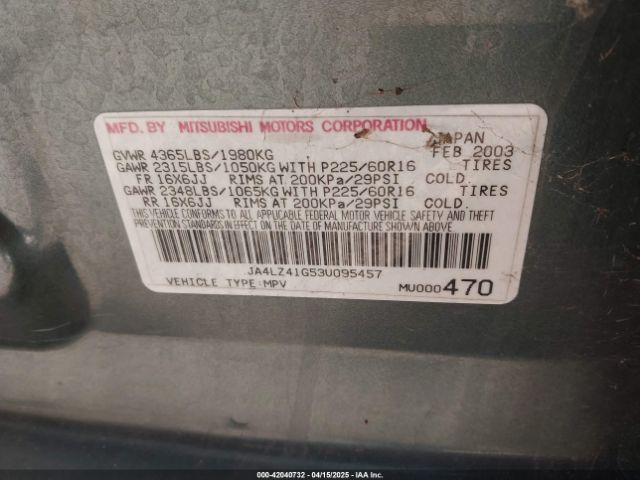 MFD. BY MITSUBISHI MOTORS CORPORATION JAPAN
GVWR 4365LBS/1980KG FEB 2003
GAWR 2315LBS/1050KG WITH P225/60R16 TIRES
FR 16X6JJ RIMS AT 200KPa/29PSI COLD.
GAWR 2348LBS/1065KG WITH P225/60R16 TIRES
RR 16X6JJ RIMS AT 200KPa/29PSI COLD.
THIS VEHICLE CONFORMS TO ALL APPLICABLE FEDERAL MOTOR VEHICLE SAFETY AND THEFT
PREVENTION STANDARDS IN EFFECT ON THE DATE OF MANUFACTURE SHOWN ABOVE.
JA4LZ41G53U095457
VEHICLE TYPE:MPV MU000470
000-42040732 - 04/15/2025 - IAA Inc.